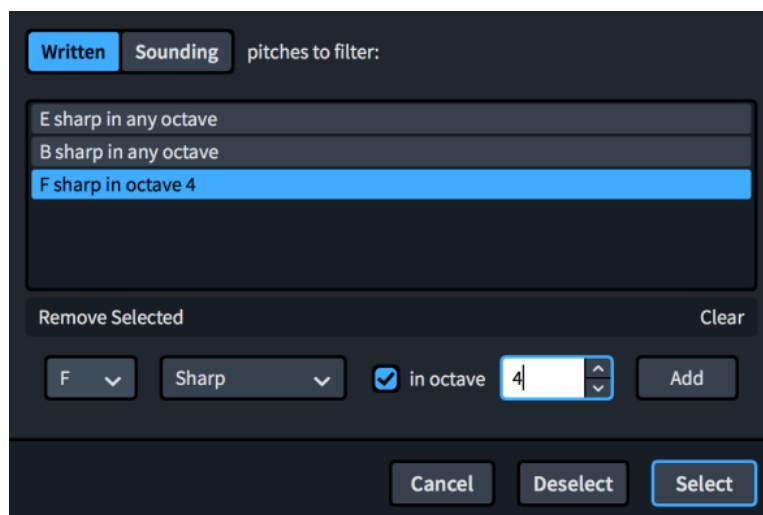 Written Sounding pitches to filter:
E sharp in any octave
B sharp in any octave
F sharp in octave 4
Remove Selected Clear
F Sharp in octave 4 Add
Cancel Deselect Select